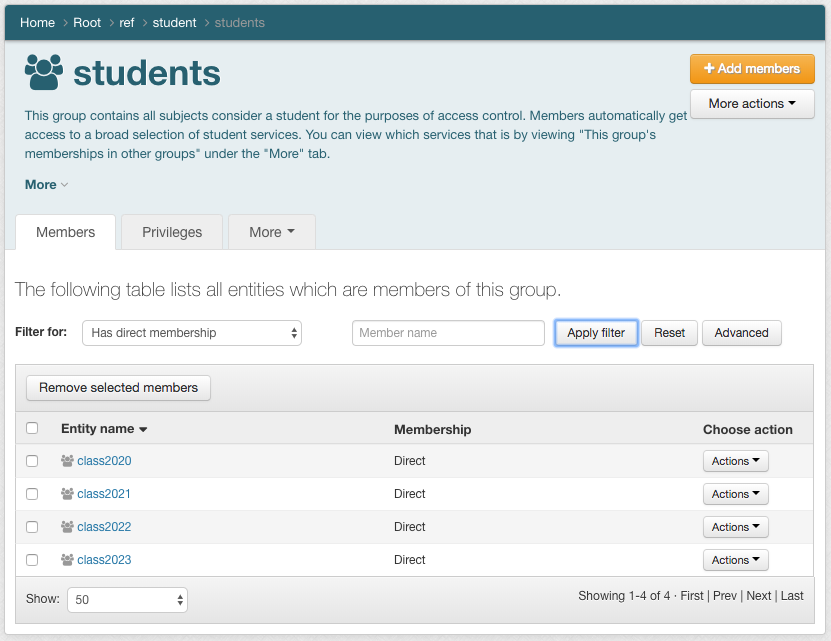 Home > Root > ref > student > students
students
+ Add members
More actions
This group contains all subjects consider a student for the purposes of access control. Members automatically get
access to a broad selection of student services. You can view which services that is by viewing "This group's
memberships in other groups" under the "More" tab.
More
Members Privileges More
The following table lists all entities which are members of this group.
Filter for: Has direct membership Member name Apply filter Reset Advanced
Remove selected members
Entity name Membership Choose action
class2020 Direct Actions
class2021 Direct Actions
class2022 Direct Actions
class2023 Direct Actions
Show: 50 Showing 1-4 of 4 · First | Prev | Next | Last